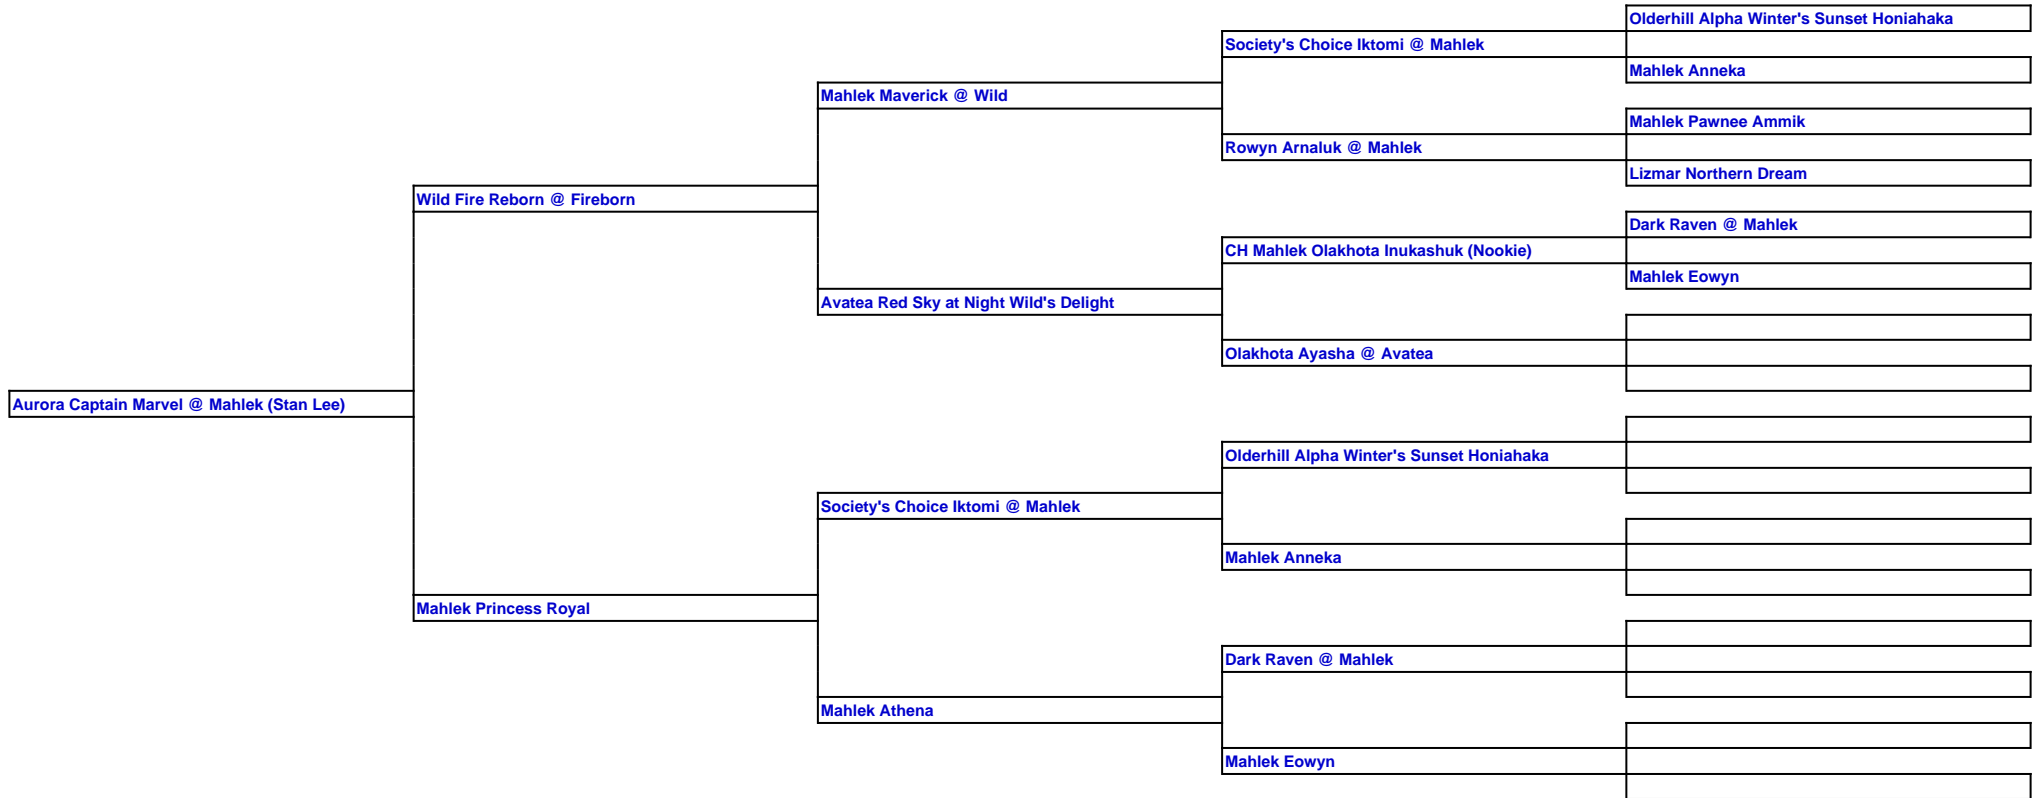 Olderhill Alpha Winter's Sunset Honiahaka
Society's Choice Iktomi @ Mahlek
Mahlek Anneka
Mahlek Maverick @ Wild
Mahlek Pawnee Ammik
Rowyn Arnaluk @ Mahlek
Lizmar Northern Dream
Wild Fire Reborn @ Fireborn
Dark Raven @ Mahlek
CH Mahlek Olakhota Inukashuk (Nookie)
Mahlek Eowyn
Avatea Red Sky at Night Wild's Delight
Olakhota Ayasha @ Avatea
Aurora Captain Marvel @ Mahlek (Stan Lee)
Olderhill Alpha Winter's Sunset Honiahaka
Society's Choice Iktomi @ Mahlek
Mahlek Anneka
Mahlek Princess Royal
Dark Raven @ Mahlek
Mahlek Athena
Mahlek Eowyn